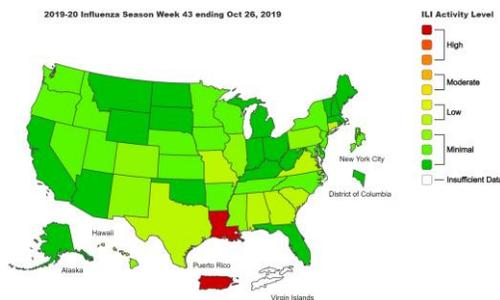 2019-20 Influenza Season Week 43 ending Oct 26, 2019
ILI Activity Level
High
Moderate
Low
Minimal
Insufficient Data
New York City
District of Columbia
Hawaii
Alaska
Puerto Rico
Virgin Islands